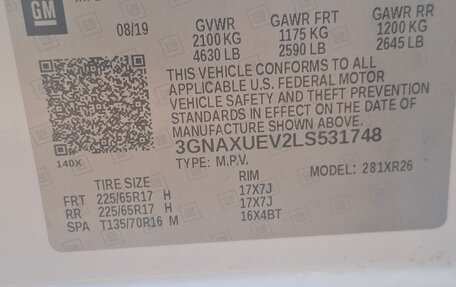 GM
08/19 GVWR GAWR FRT GAWR RR
2100 KG 1175 KG 1200 KG
4630 LB 2590 LB 2645 LB
THIS VEHICLE CONFORMS TO ALL
APPLICABLE U.S. FEDERAL MOTOR
VEHICLE SAFETY AND THEFT PREVENTION
STANDARDS IN EFFECT ON THE DATE OF
MANUFACTURE SHOWN ABOVE.
3GNAXUEV2LS531748
140X TYPE: M.P.V. MODEL: 281XR26
TIRE SIZE RIM
FRT 225/65R17 H 17X7J
RR 225/65R17 H 17X7J
SPA T135/70R16 M 16X4BT